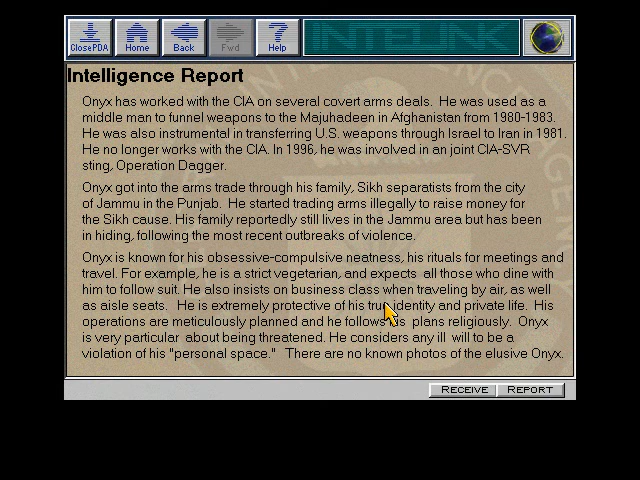 ClosePDA Home Back Fwd Help INTELINK
Intelligence Report
Onyx has worked with the CIA on several covert arms deals. He was used as a
middle man to funnel weapons to the Majuhadeen in Afghanistan from 1980-1983.
He was also instrumental in transferring U.S. weapons through Israel to Iran in 1981.
He no longer works with the CIA. In 1996, he was involved in an joint CIA-SVR
sting, Operation Dagger.
Onyx got into the arms trade through his family, Sikh separatists from the city
of Jammu in the Punjab. He started trading arms illegally to raise money for
the Sikh cause. His family reportedly still lives in the Jammu area but has been
in hiding, following the most recent outbreaks of violence.
Onyx is known for his obsessive-compulsive neatness, his rituals for meetings and
travel. For example, he is a strict vegetarian, and expects all those who dine with
him to follow suit. He also insists on business class when traveling by air, as well
as aisle seats. He is extremely protective of his true identity and private life. His
operations are meticulously planned and he follows his plans religiously. Onyx
is very particular about being threatened. He considers any ill will to be a
violation of his "personal space." There are no known photos of the elusive Onyx.
RECEIVE REPORT